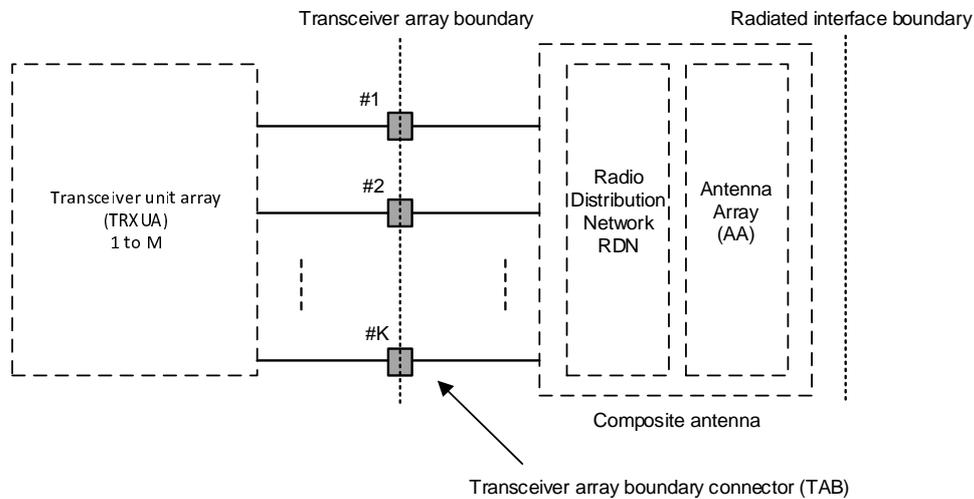 Transceiver array boundary
Radiated interface boundary
#1
#2
#K
Transceiver unit array
(TRXUA)
1 to M
Radio
Distribution
Network
RDN
Antenna
Array
(AA)
Composite antenna
Transceiver array boundary connector (TAB)